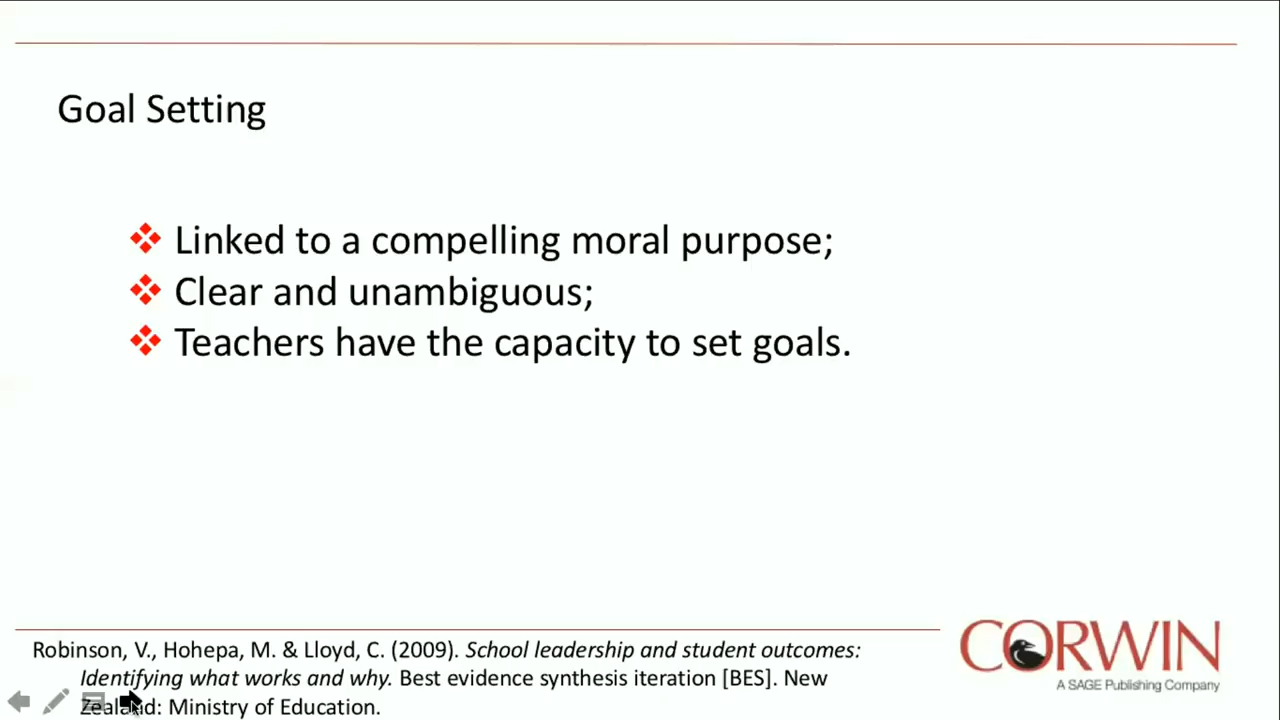 Goal Setting
Linked to a compelling moral purpose;
Clear and unambiguous;
Teachers have the capacity to set goals.
Robinson, V., Hohepa, M. & Lloyd, C. (2009). School leadership and student outcomes:
Identifying what works and why. Best evidence synthesis iteration [BES]. New
Zealand: Ministry of Education.
CORWIN
A SAGE Publishing Company